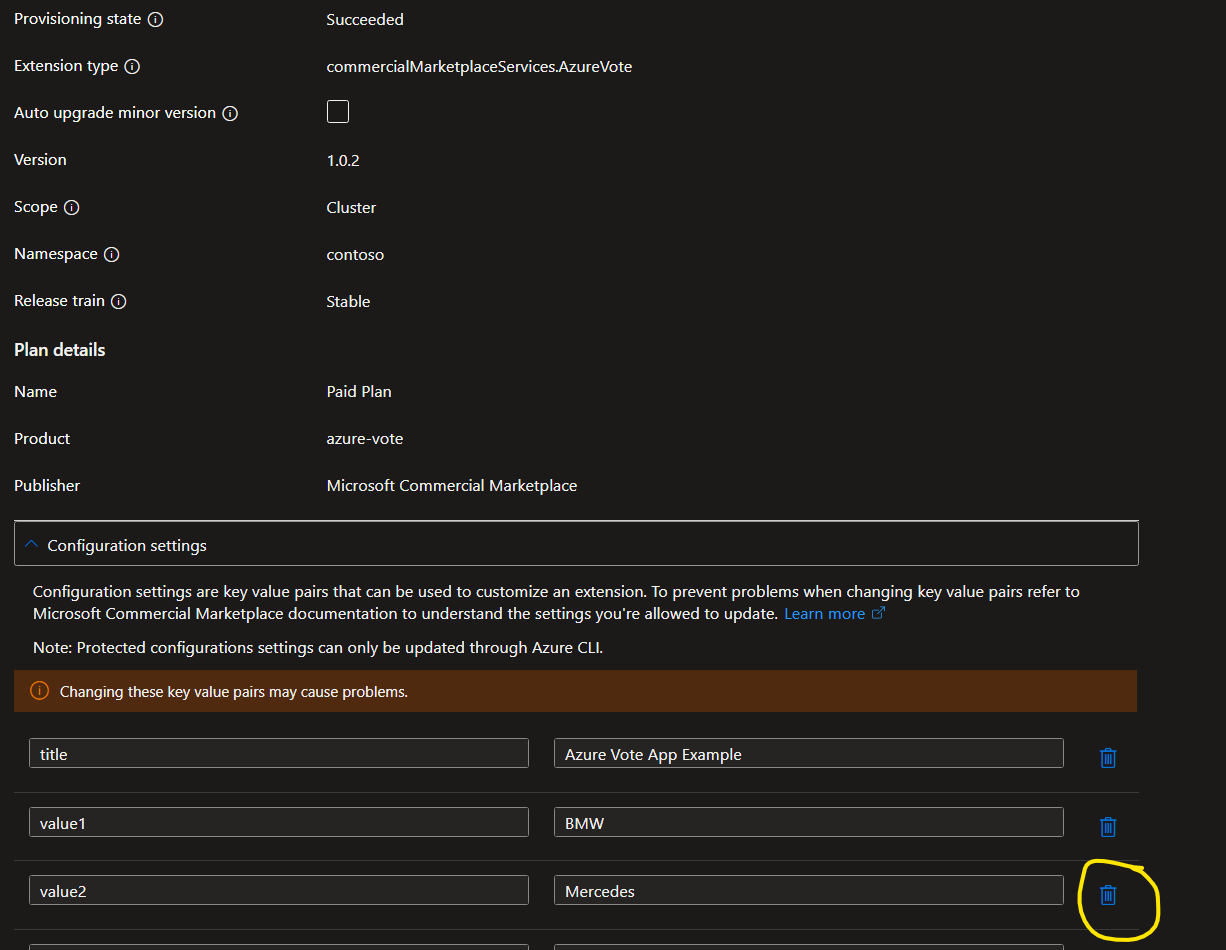 Provisioning state Succeeded
Extension type commercialMarketplaceServices.AzureVote
Auto upgrade minor version
Version 1.0.2
Scope Cluster
Namespace contoso
Release train Stable
Plan details
Name Paid Plan
Product azure-vote
Publisher Microsoft Commercial Marketplace
Configuration settings
Configuration settings are key value pairs that can be used to customize an extension. To prevent problems when changing key value pairs refer to
Microsoft Commercial Marketplace documentation to understand the settings you're allowed to update. Learn more
Note: Protected configurations settings can only be updated through Azure CLI.
Changing these key value pairs may cause problems.
title Azure Vote App Example
value1 BMW
value2 Mercedes